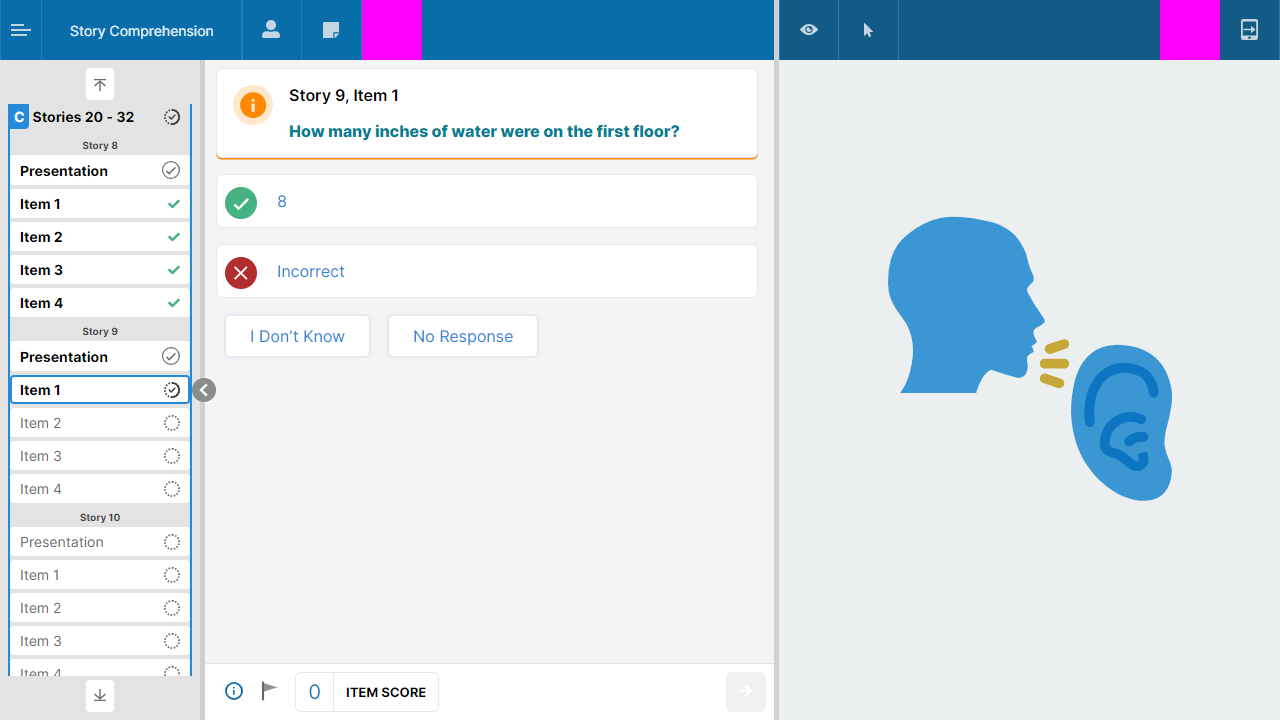 Story Comprehension
C Stories 20 - 32
Story 8
Presentation
Item 1
Item 2
Item 3
Item 4
Story 9
Presentation
Item 1
Item 2
Item 3
Item 4
Story 10
Presentation
Item 1
Item 2
Item 3
Item 4
Story 9, Item 1
How many inches of water were on the first floor?
8
Incorrect
I Don’t Know
No Response
0 ITEM SCORE